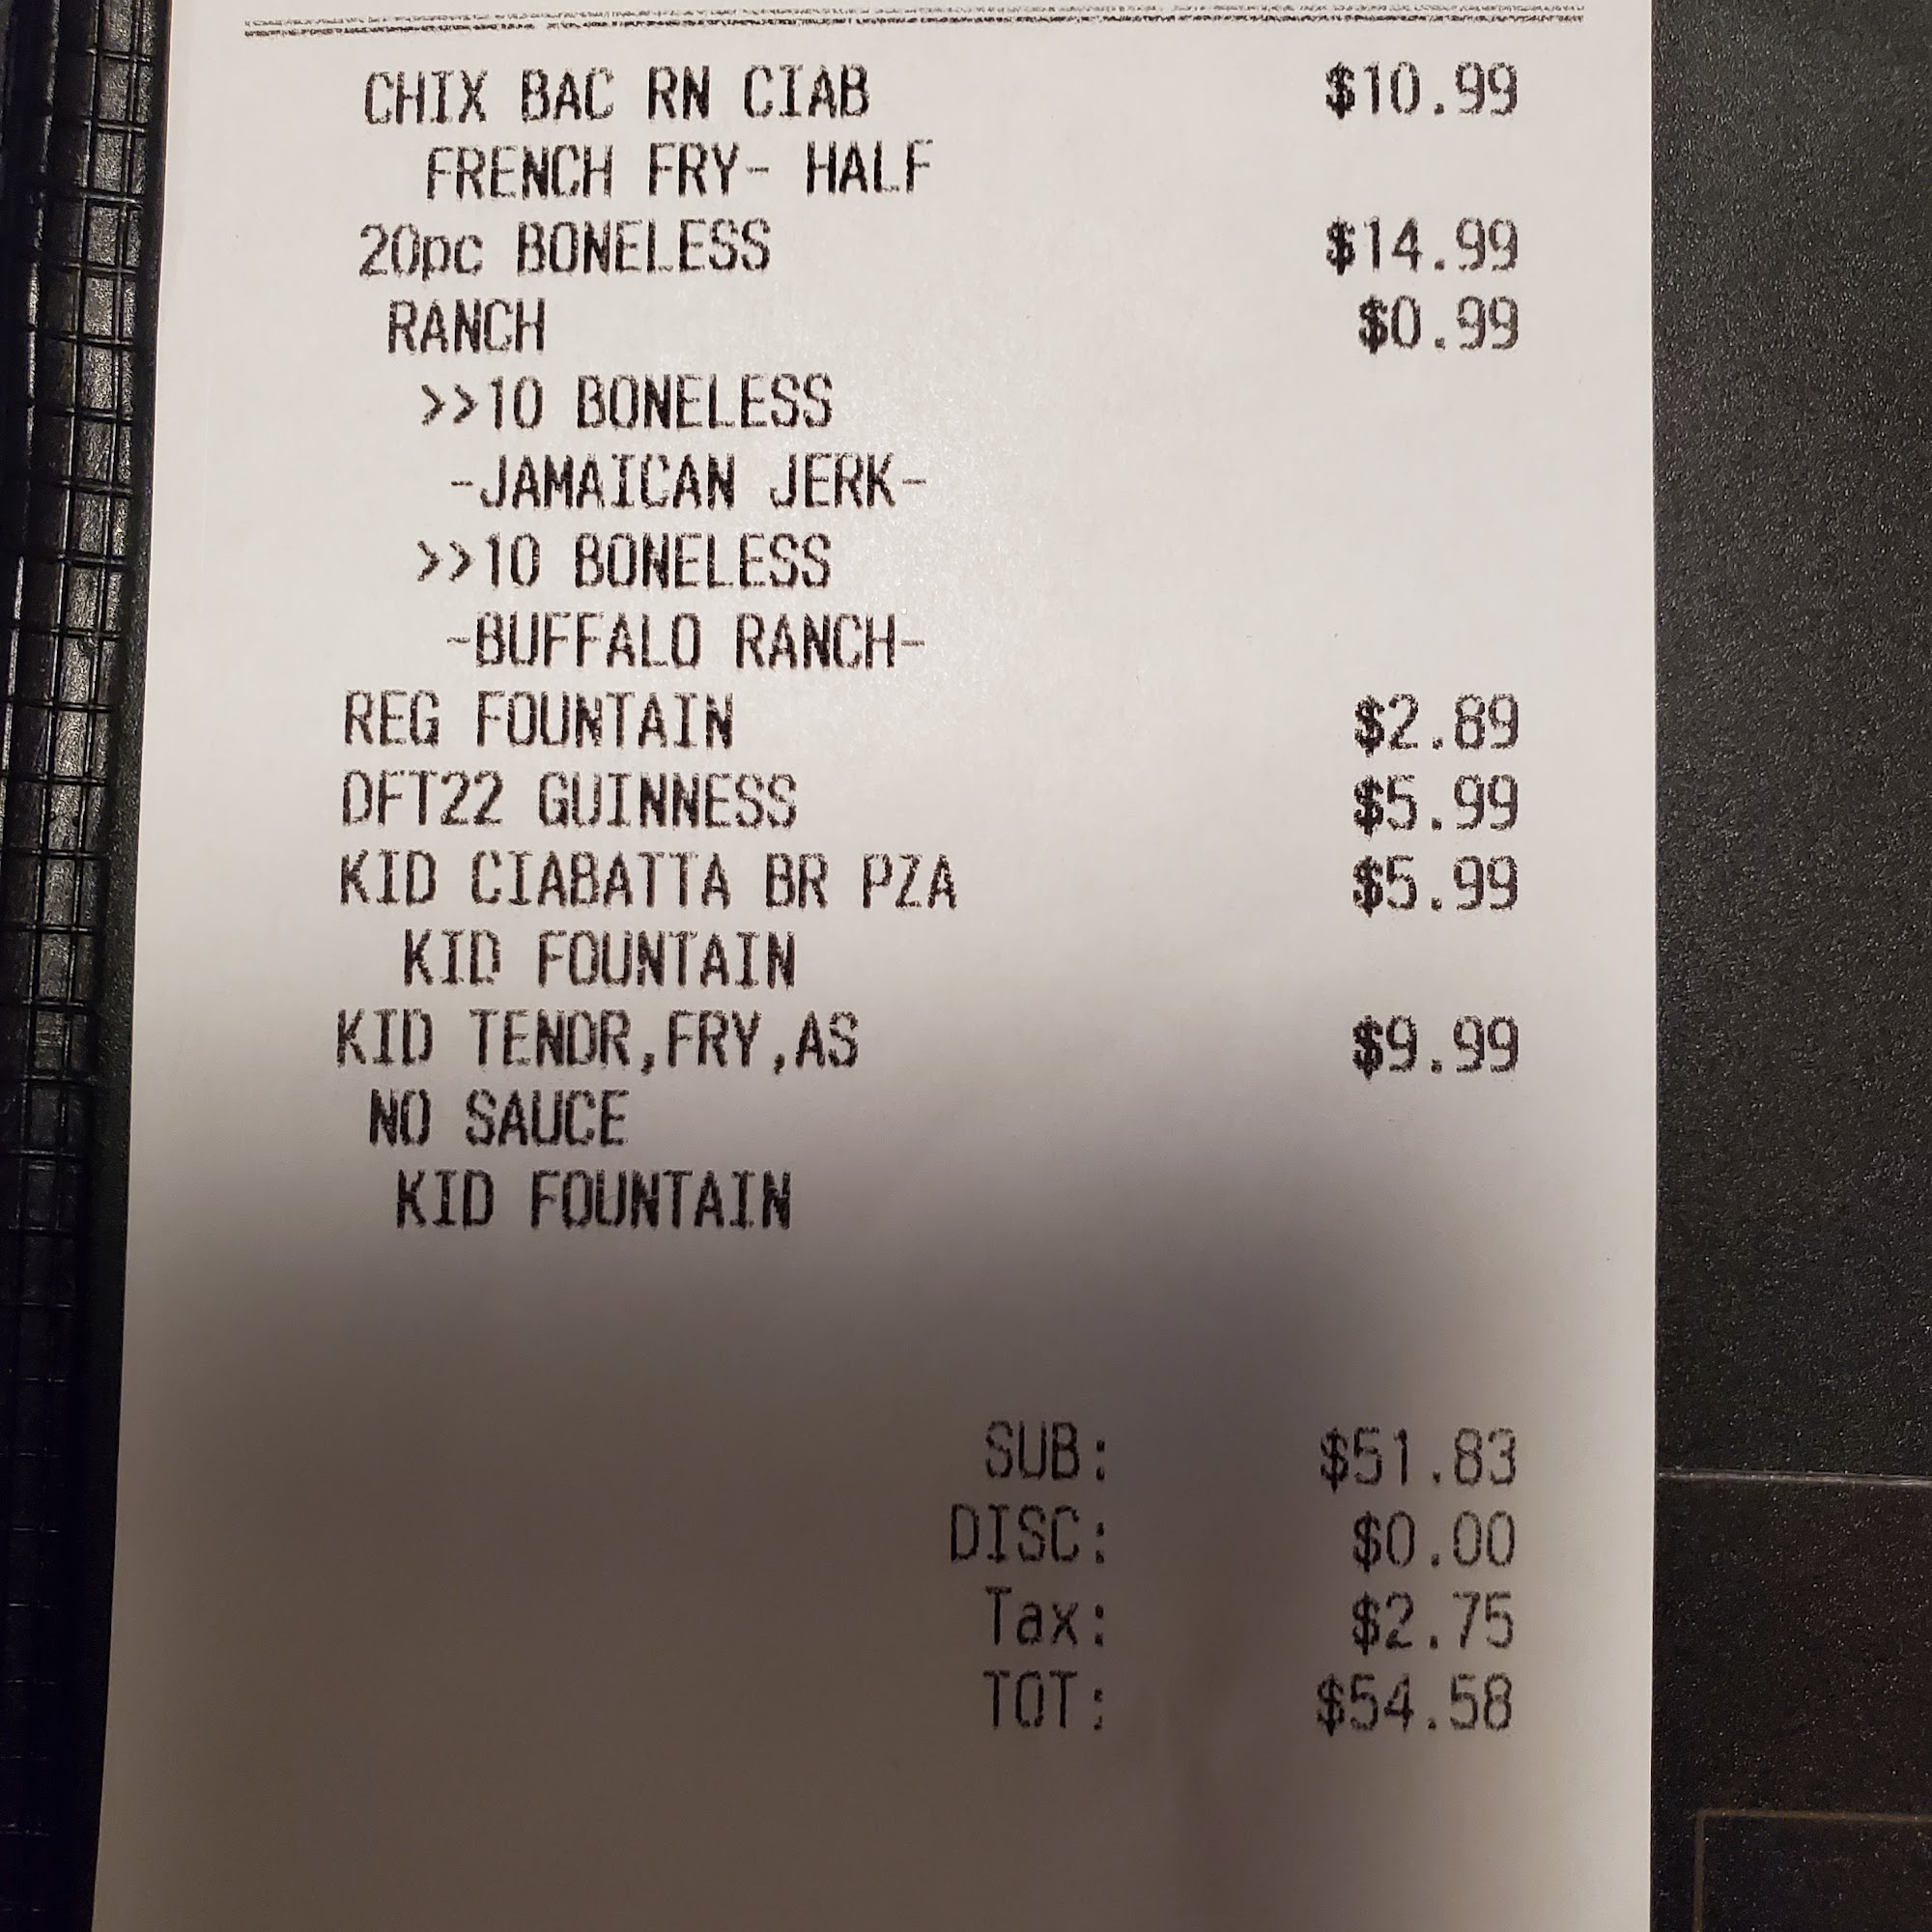 CHIX BAC RN CIAB $10.99
FRENCH FRY- HALF
20pc BONELESS $14.99
RANCH $0.99
>>10 BONELESS
-JAMAICAN JERK-
>>10 BONELESS
-BUFFALO RANCH-
REG FOUNTAIN $2.89
DFT22 GUINNESS $5.99
KID CIABATTA BR PZA $5.99
KID FOUNTAIN
KID TENDR,FRY,AS $9.99
NO SAUCE
KID FOUNTAIN
SUB: $51.83
DISC: $0.00
Tax: $2.75
TOT: $54.58